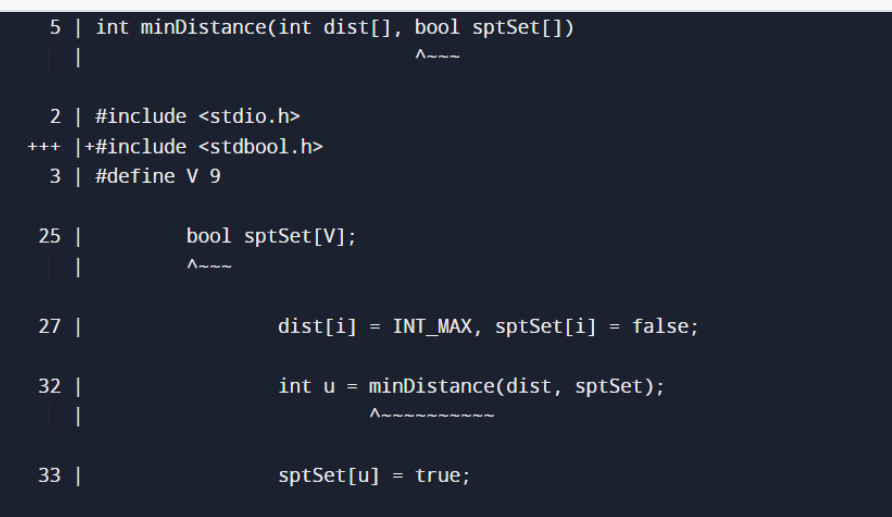 5 | int minDistance(int dist[], bool sptSet[])
| ^~~~
2 | #include <stdio.h>
+++ |+#include <stdbool.h>
3 | #define V 9
25 | bool sptSet[V];
| ^~~~
27 | dist[i] = INT_MAX, sptSet[i] = false;
32 | int u = minDistance(dist, sptSet);
| ^~~~~~~~~~~
33 | sptSet[u] = true;